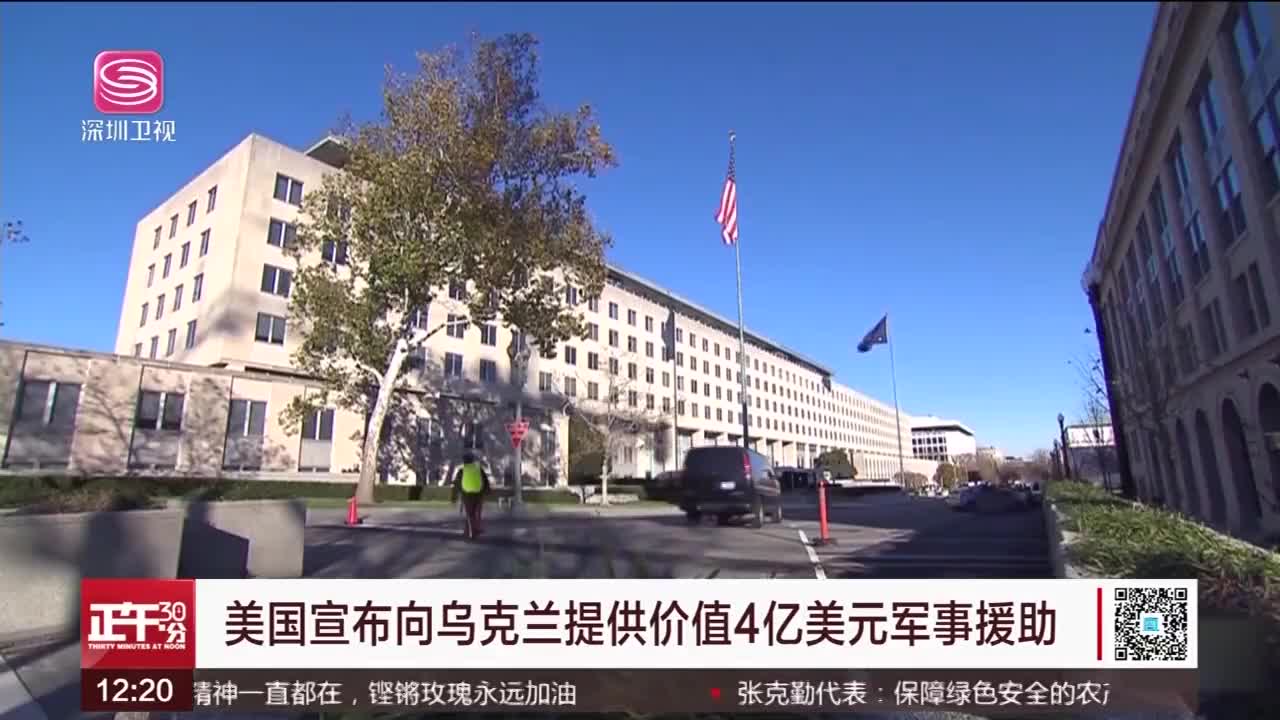 深圳卫视
正午30分
THIRTY MINUTES AT NOON
美国宣布向乌克兰提供价值4亿美元军事援助
12:20
精神一直都在，铿锵玫瑰永远加油
张克勤代表：保障绿色安全的农产